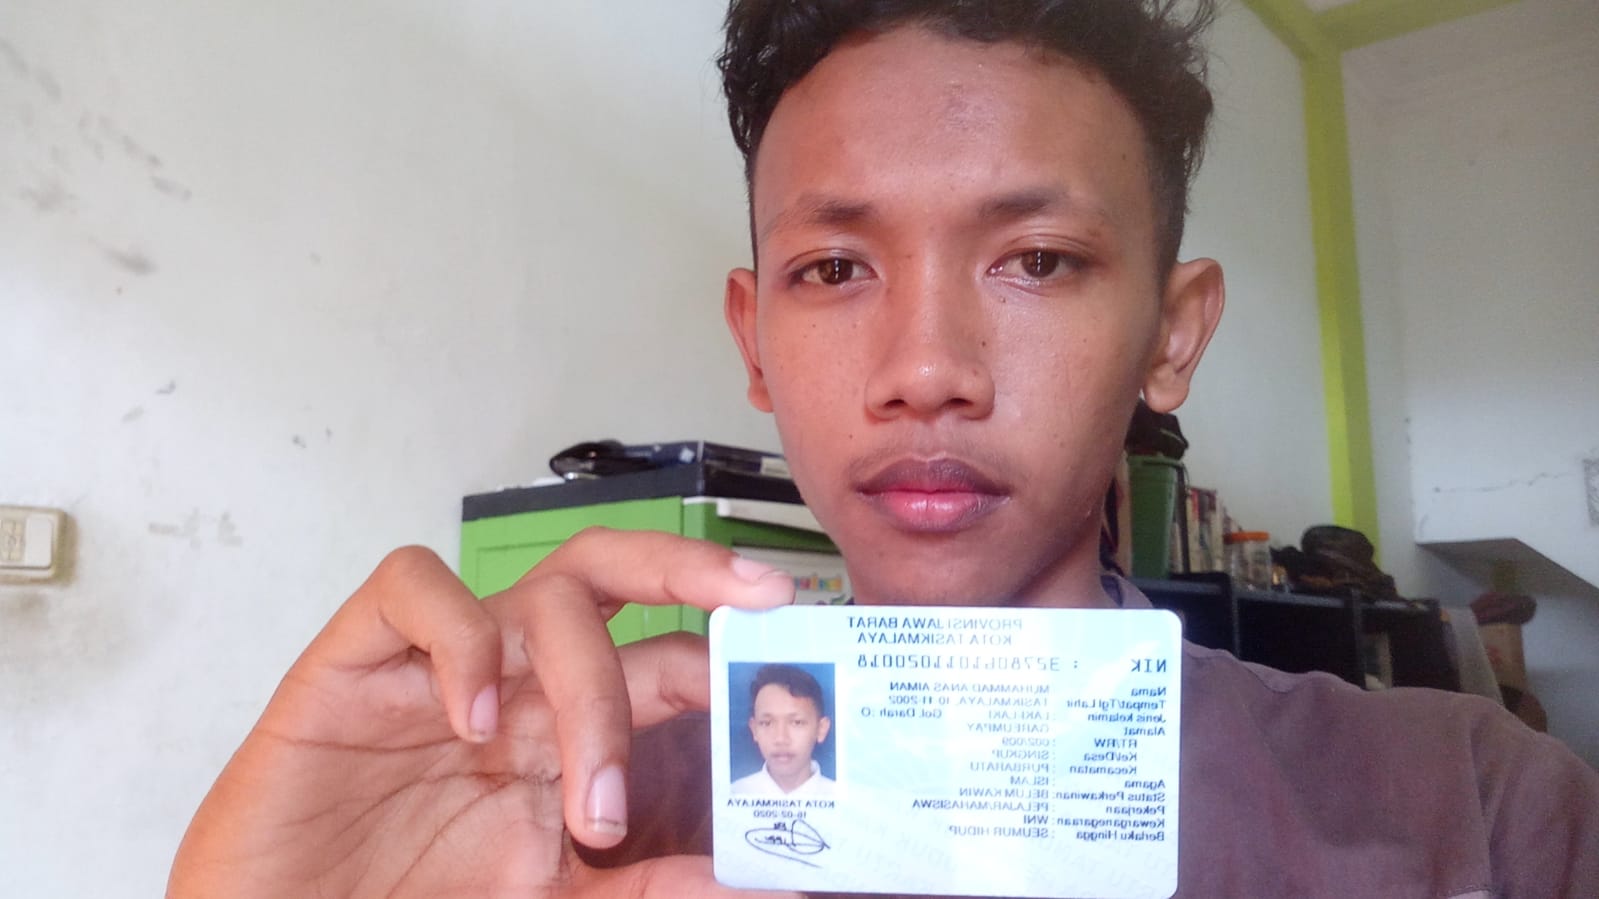 PROVINSI JAWA BARAT
KOTA TASIKMALAYA
NIK : 3278061011020018
Nama MUHAMMAD ANAS AIMAN
Tempat/Tgl Lahir TASIKMALAYA, 10-11-2002
Jenis kelamin : LAKI-LAKI Gol. Darah : O
Alamat
RT/RW : 002/009
Kel/Desa : SINGKUP
Kecamatan : PURBARATU
Agama : ISLAM
Status Perkawinan: BELUM KAWIN
Pekerjaan : PELAJAR/MAHASISWA
Kewarganegaraan: WNI
Berlaku Hingga : SEUMUR HIDUP
KOTA TASIKMALAYA
16-02-2020